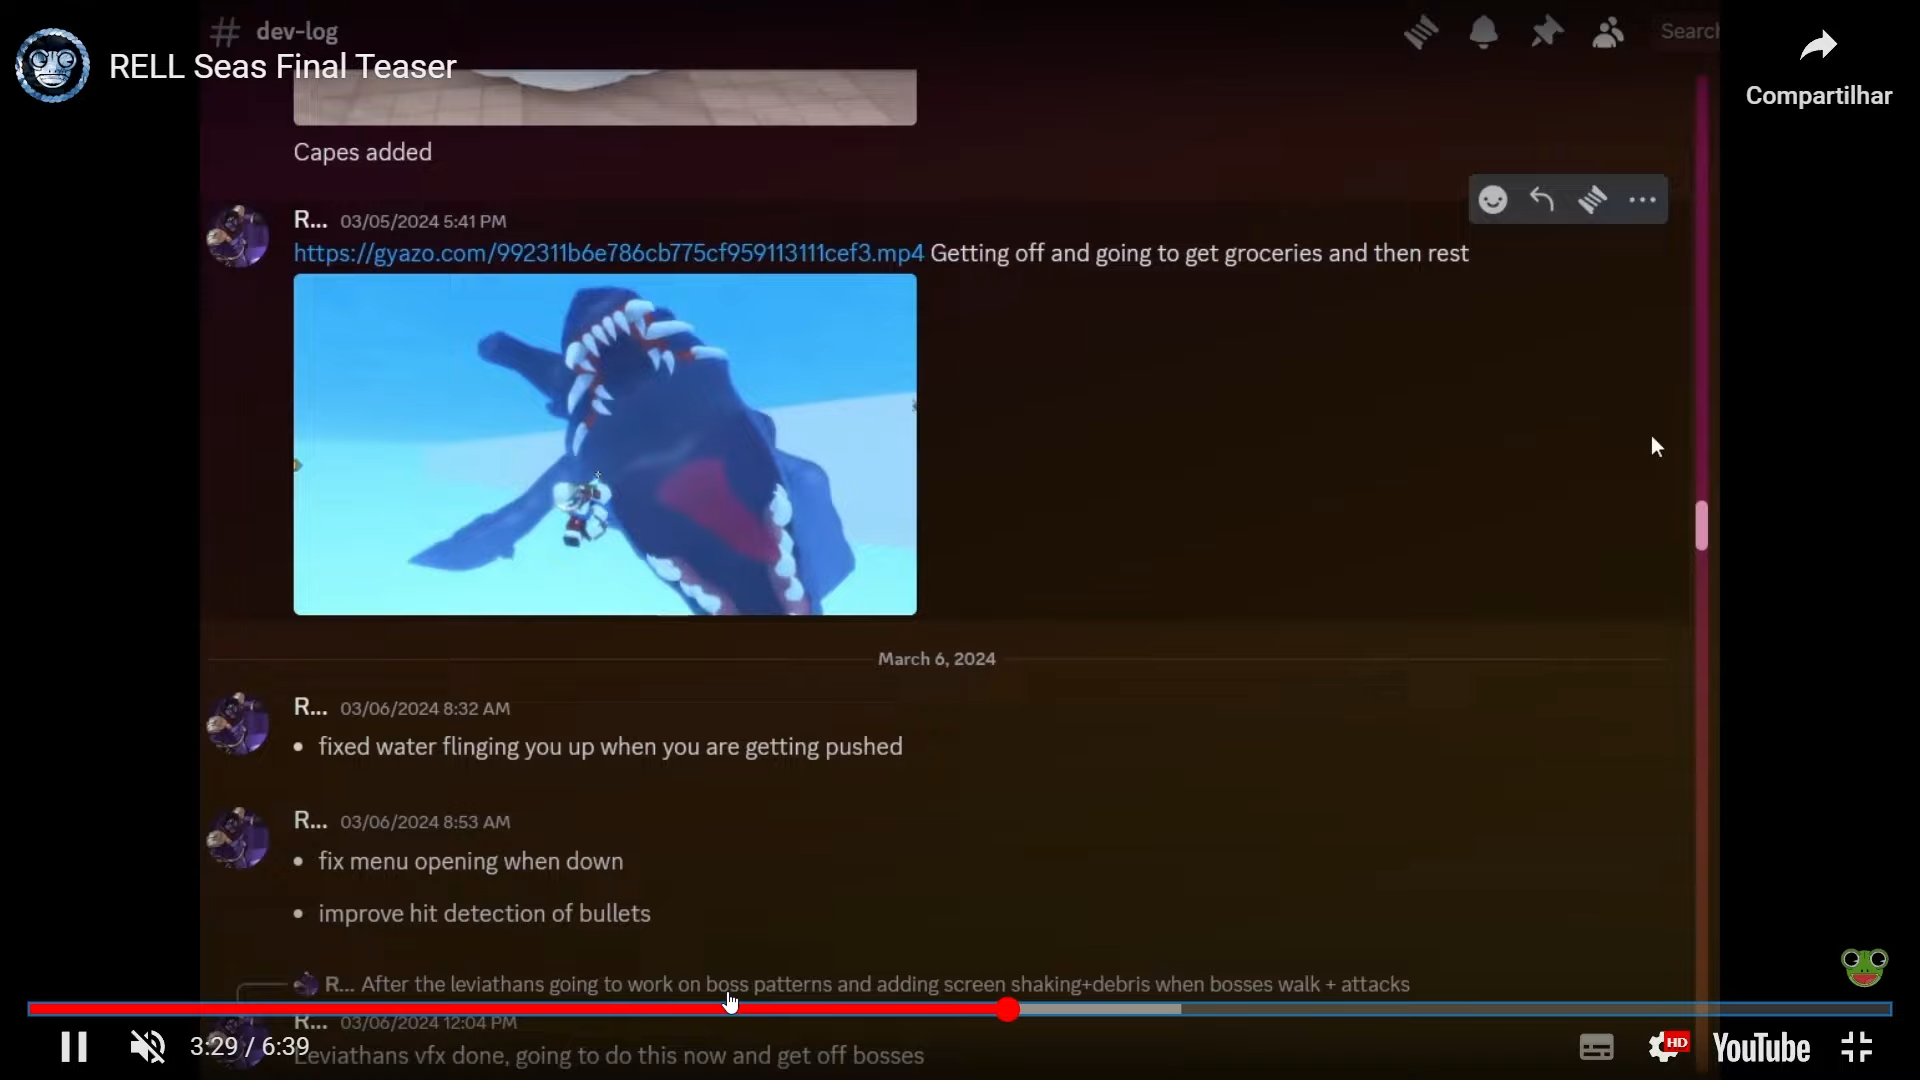 dev-log
Search
RELL Seas Final Teaser
Compartilhar
Capes added
R... 03/05/2024 5:41 PM
https://gyazo.com/992311b6e786cb775cf959113111cef3.mp4 Getting off and going to get groceries and then rest
March 6, 2024
R... 03/06/2024 8:32 AM
• fixed water flinging you up when you are getting pushed
R... 03/06/2024 8:53 AM
• fix menu opening when down
• improve hit detection of bullets
R... After the leviathans going to work on boss patterns and adding screen shaking+debris when bosses walk + attacks
R... 03/06/2024 12:04 PM
Leviathans vfx done, going to do this now and get off bosses
3:29 / 6:39
HD
YouTube